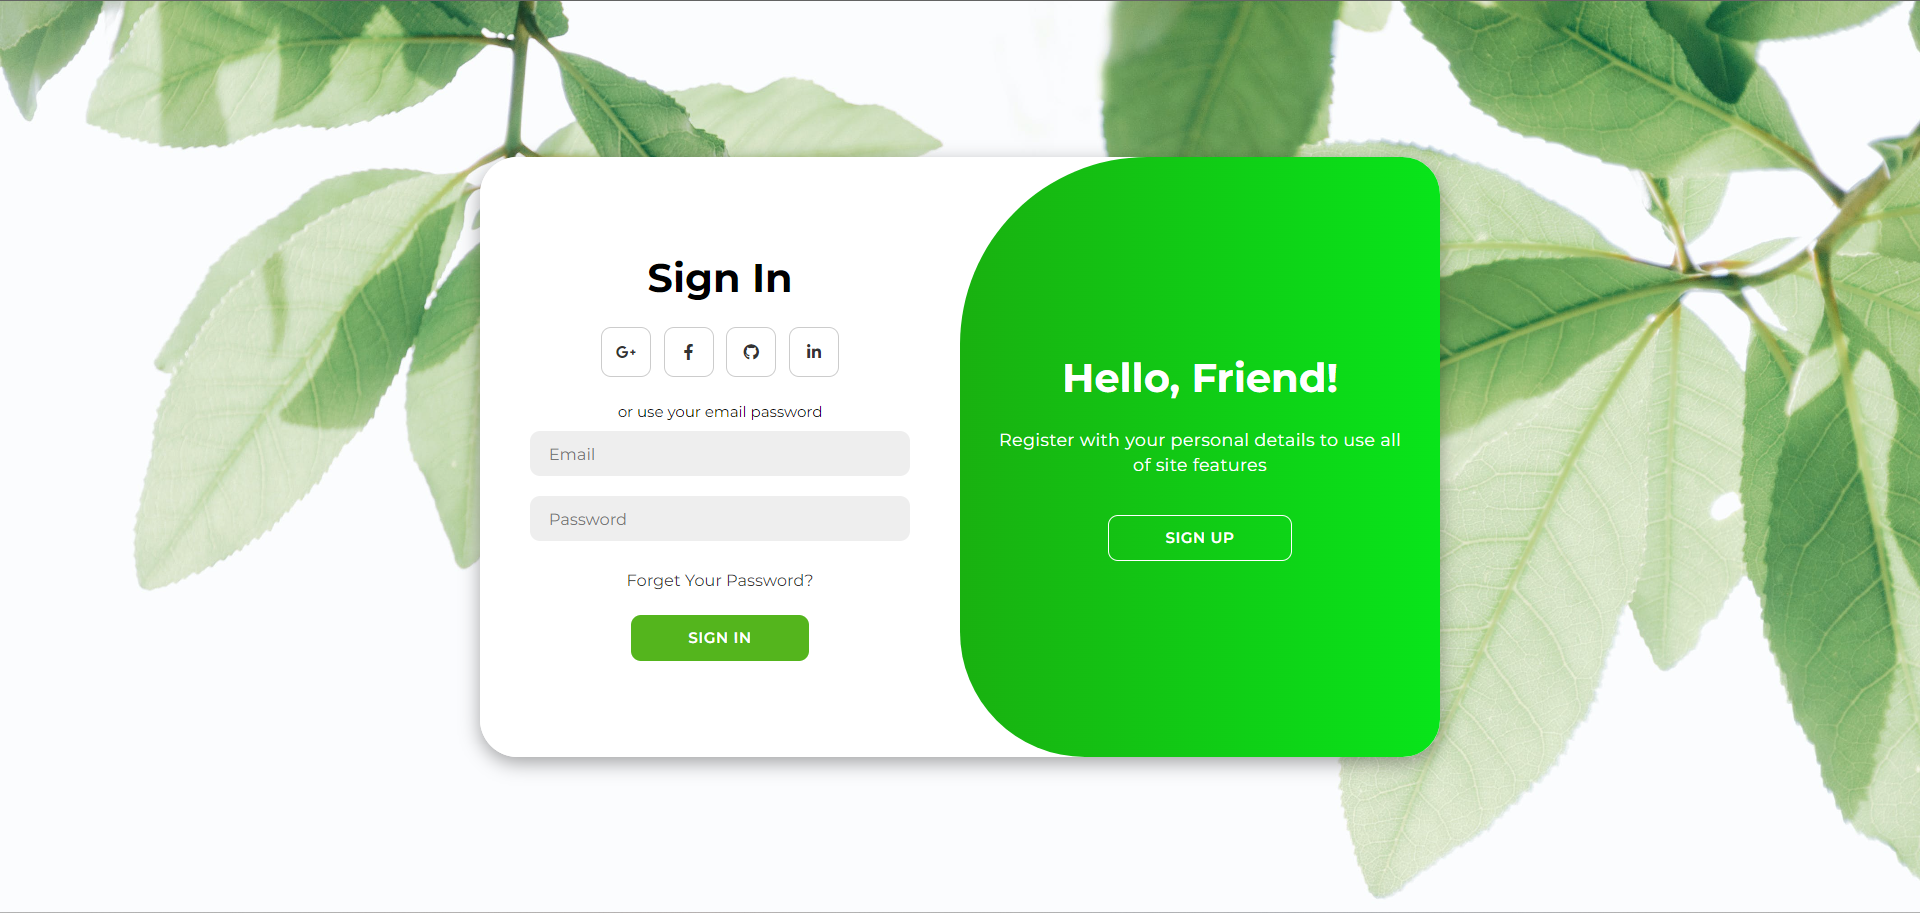 Sign In
G+ f in
or use your email password
Email
Password
Forget Your Password?
SIGN IN
Hello, Friend!
Register with your personal details to use all
of site features
SIGN UP